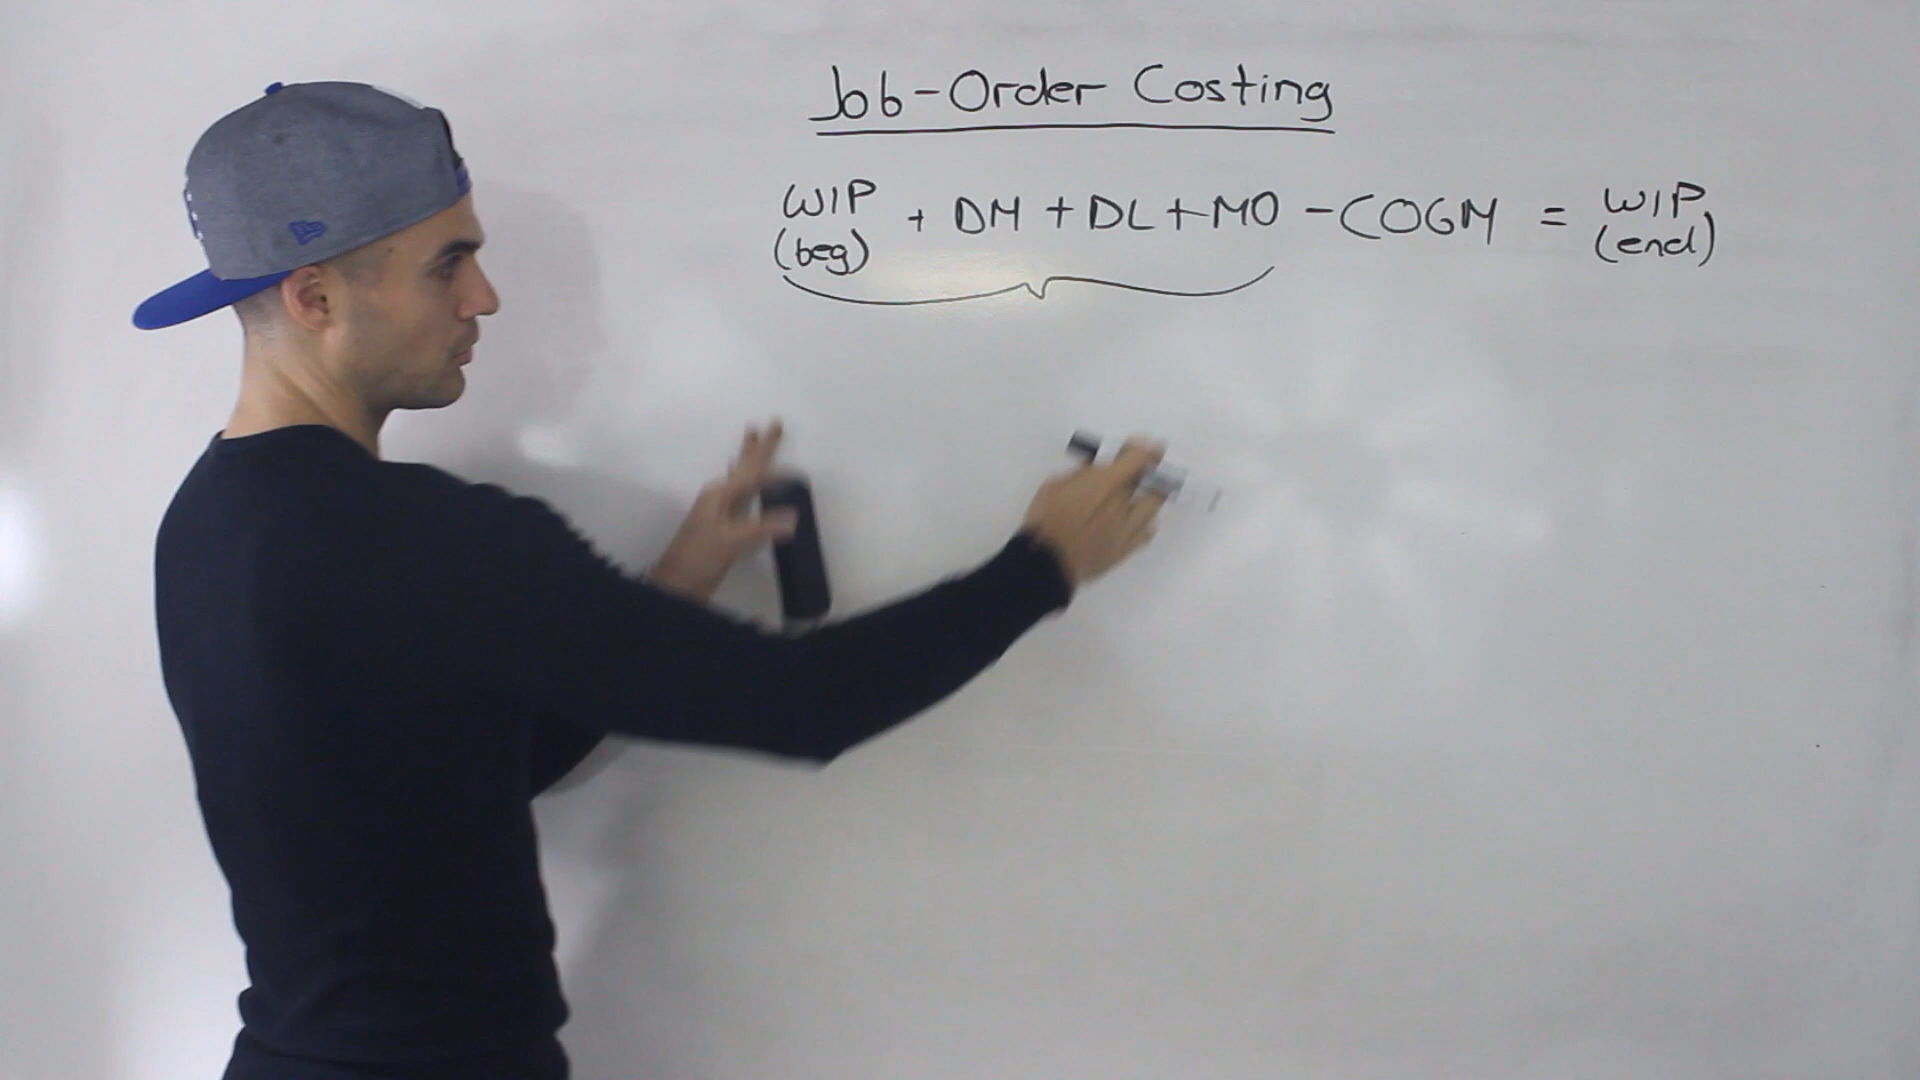 Job-Order Costing
WIP (beg) + DM + DL + MO - COGM = WIP (end)